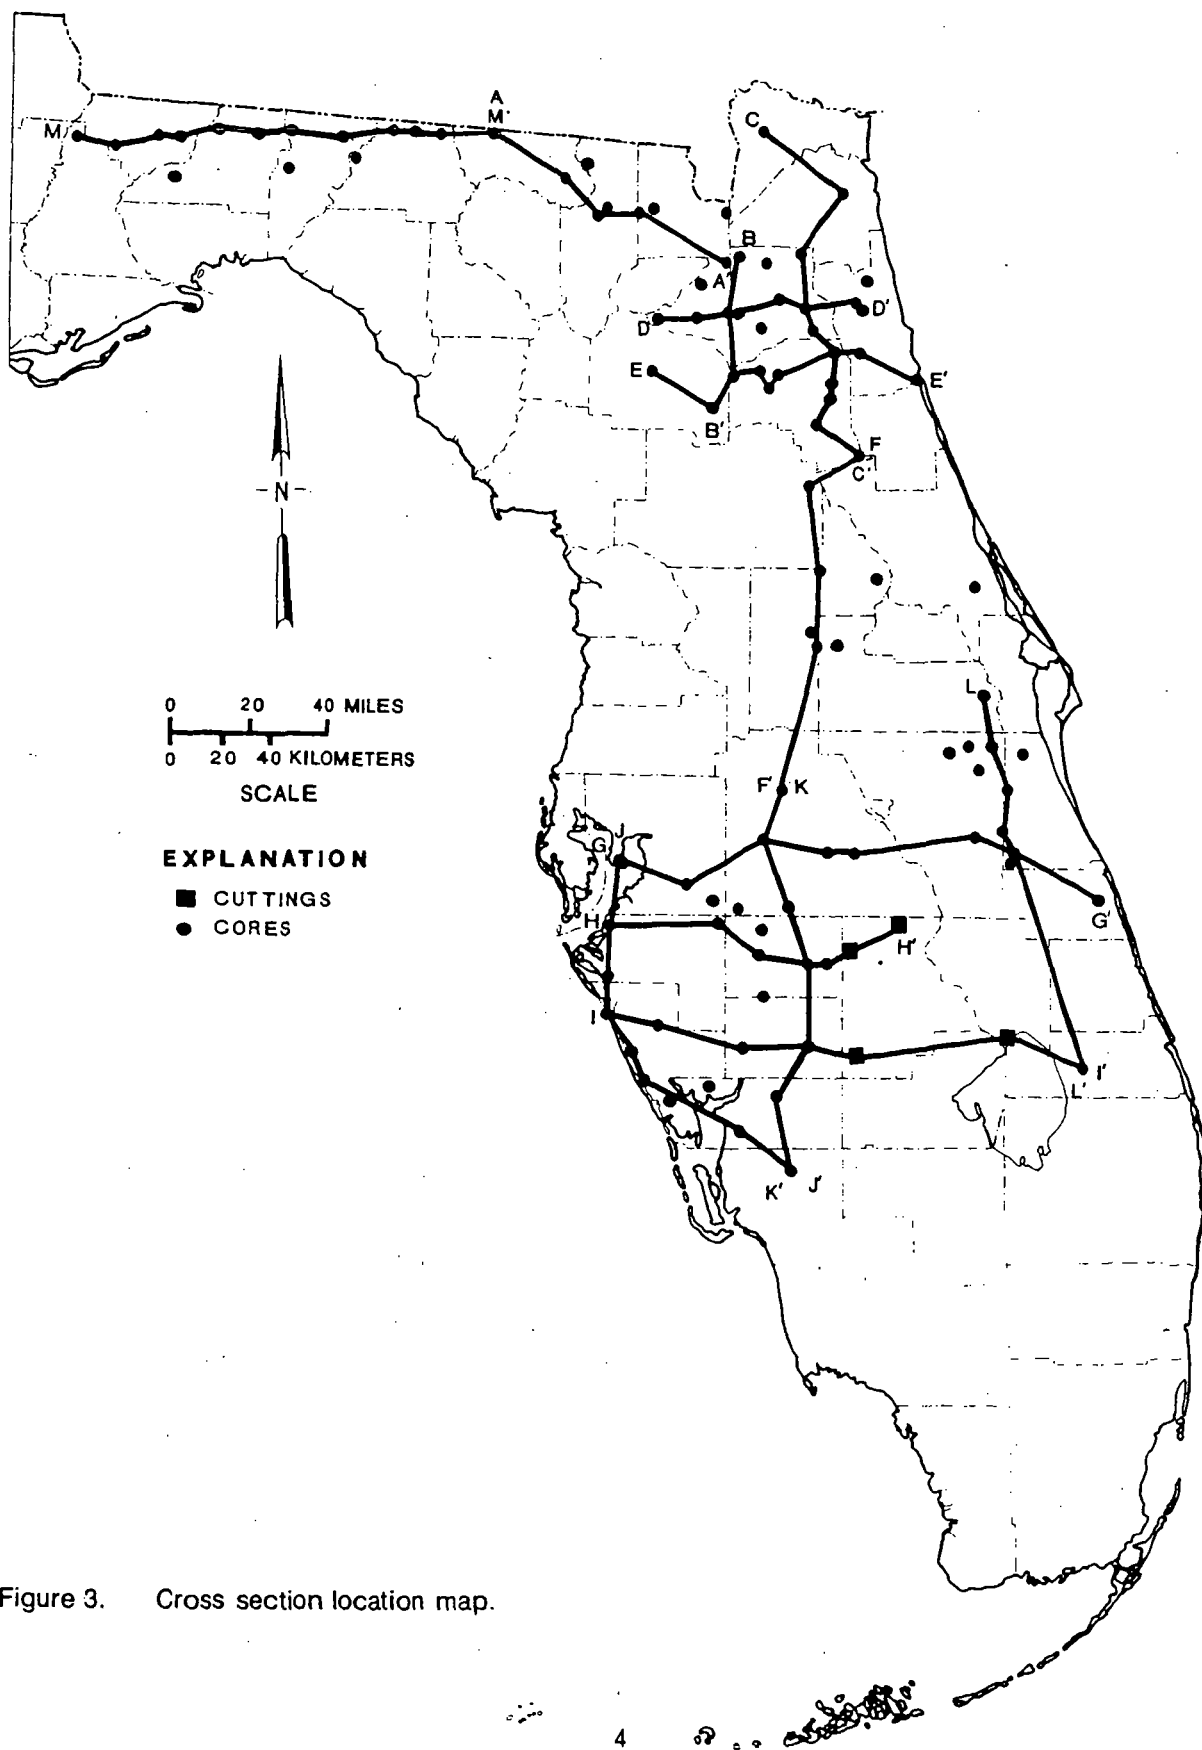 A
M'
M
C
B
A'
D
D'
E
E'
B'
F
C'
N
0 20 40 MILES
0 20 40 KILOMETERS
SCALE
L
F' K
EXPLANATION
CUTTINGS
CORES
J
G
H
G'
H'
I
I'
L'
K' J'
Figure 3. Cross section location map.
4